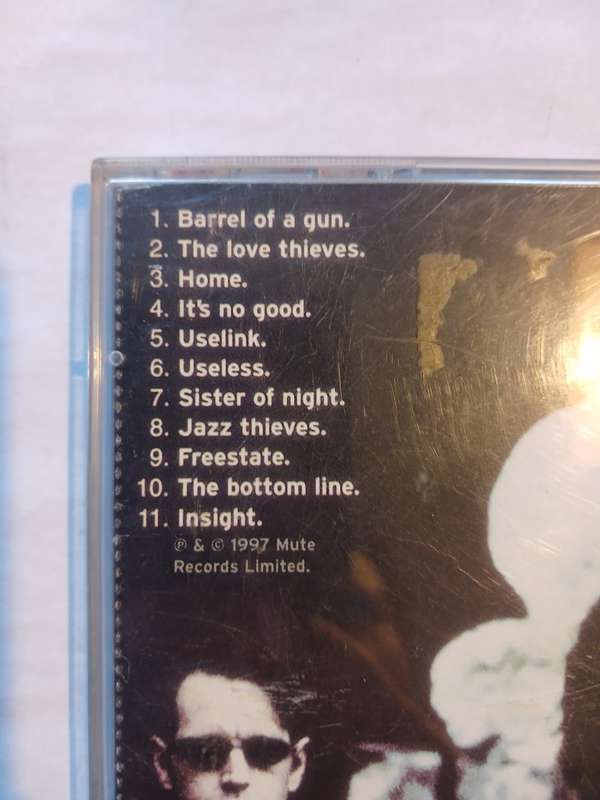 1. Barrel of a gun.
2. The love thieves.
3. Home.
4. It's no good.
5. Uselink.
6. Useless.
7. Sister of night.
8. Jazz thieves.
9. Freestate.
10. The bottom line.
11. Insight.
℗ & © 1997 Mute
Records Limited.